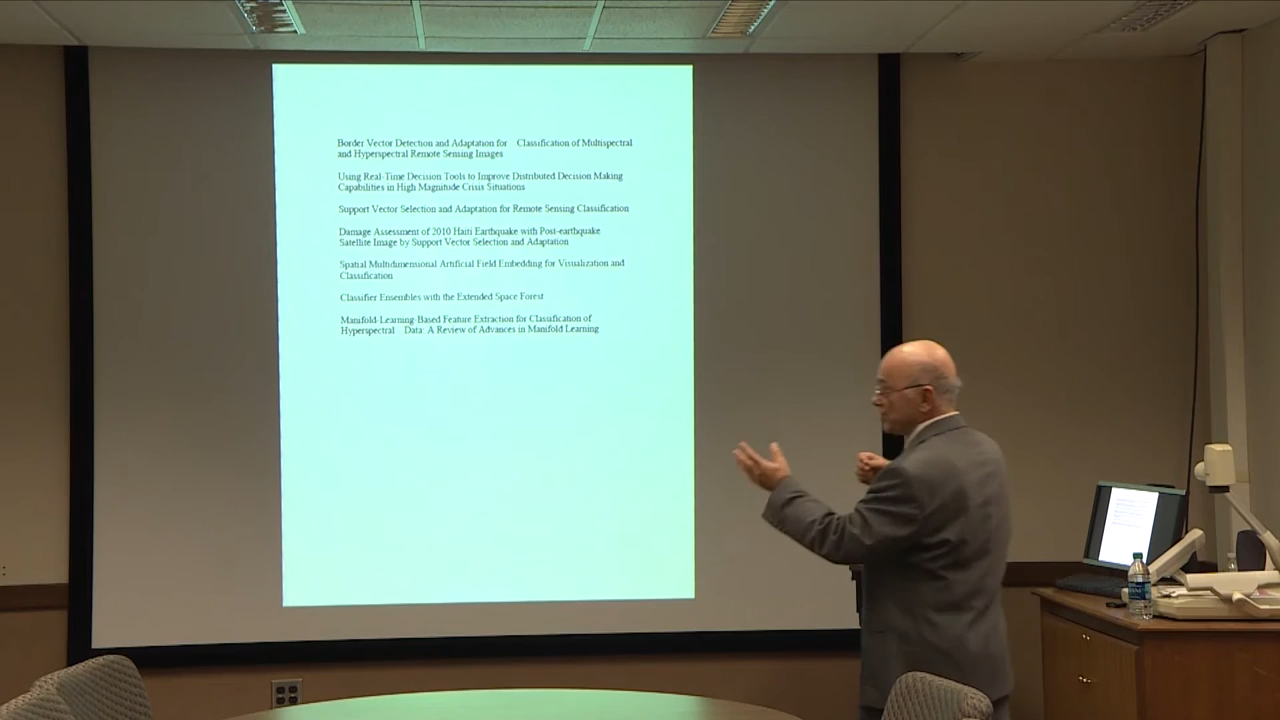 Border Vector Detection and Adaptation for Classification of Multispectral
and Hyperspectral Remote Sensing Images
Using Real-Time Decision Tools to Improve Distributed Decision Making
Capabilities in High Magnitude Crisis Situations
Support Vector Selection and Adaptation for Remote Sensing Classification
Damage Assessment of 2010 Haiti Earthquake with Post-earthquake
Satellite Image by Support Vector Selection and Adaptation
Spatial Multidimensional Artificial Field Embedding for Visualization and
Classification
Classifier Ensembles with the Extended Space Forest
Manifold-Learning-Based Feature Extraction for Classification of
Hyperspectral Data: A Review of Advances in Manifold Learning